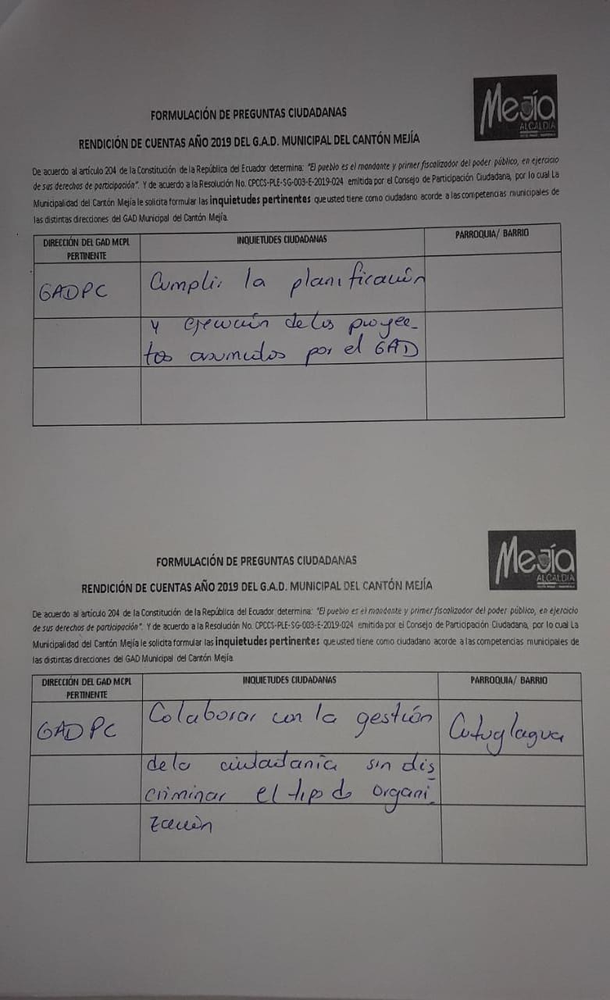 Mejía
ALCALDÍA
FORMULACIÓN DE PREGUNTAS CIUDADANAS
RENDICIÓN DE CUENTAS AÑO 2019 DEL G.A.D. MUNICIPAL DEL CANTÓN MEJÍA
De acuerdo al artículo 204 de la Constitución de la República del Ecuador determina: "El pueblo es el mandante y primer fiscalizador del poder público, en ejercicio
de sus derechos de participación". Y de acuerdo a la Resolución No. CPCCS-PLE-SG-003-E-2019-024 emitida por el Consejo de Participación Ciudadana, por lo cual La
Municipalidad del Cantón Mejía le solicita formular las inquietudes pertinentes que usted tiene como ciudadano acorde a las competencias municipales de
las distintas direcciones del GAD Municipal del Cantón Mejía.
DIRECCIÓN DEL GAD MCPL PERTINENTE INQUIETUDES CIUDADANAS PARROQUIA/ BARRIO
GADPC Cumplir la planificación
y ejecución de los proyec-
tos asumidos por el GAD
Mejía
ALCALDÍA
FORMULACIÓN DE PREGUNTAS CIUDADANAS
RENDICIÓN DE CUENTAS AÑO 2019 DEL G.A.D. MUNICIPAL DEL CANTÓN MEJÍA
De acuerdo al artículo 204 de la Constitución de la República del Ecuador determina: "El pueblo es el mandante y primer fiscalizador del poder público, en ejercicio
de sus derechos de participación". Y de acuerdo a la Resolución No. CPCCS-PLE-SG-003-E-2019-024 emitida por el Consejo de Participación Ciudadana, por lo cual La
Municipalidad del Cantón Mejía le solicita formular las inquietudes pertinentes que usted tiene como ciudadano acorde a las competencias municipales de
las distintas direcciones del GAD Municipal del Cantón Mejía.
DIRECCIÓN DEL GAD MCPL PERTINENTE INQUIETUDES CIUDADANAS PARROQUIA/ BARRIO
GADPC Colaborar con la gestión Cutuglagua
de la ciudadanía sin dis
criminar el tipo de organi-
zación